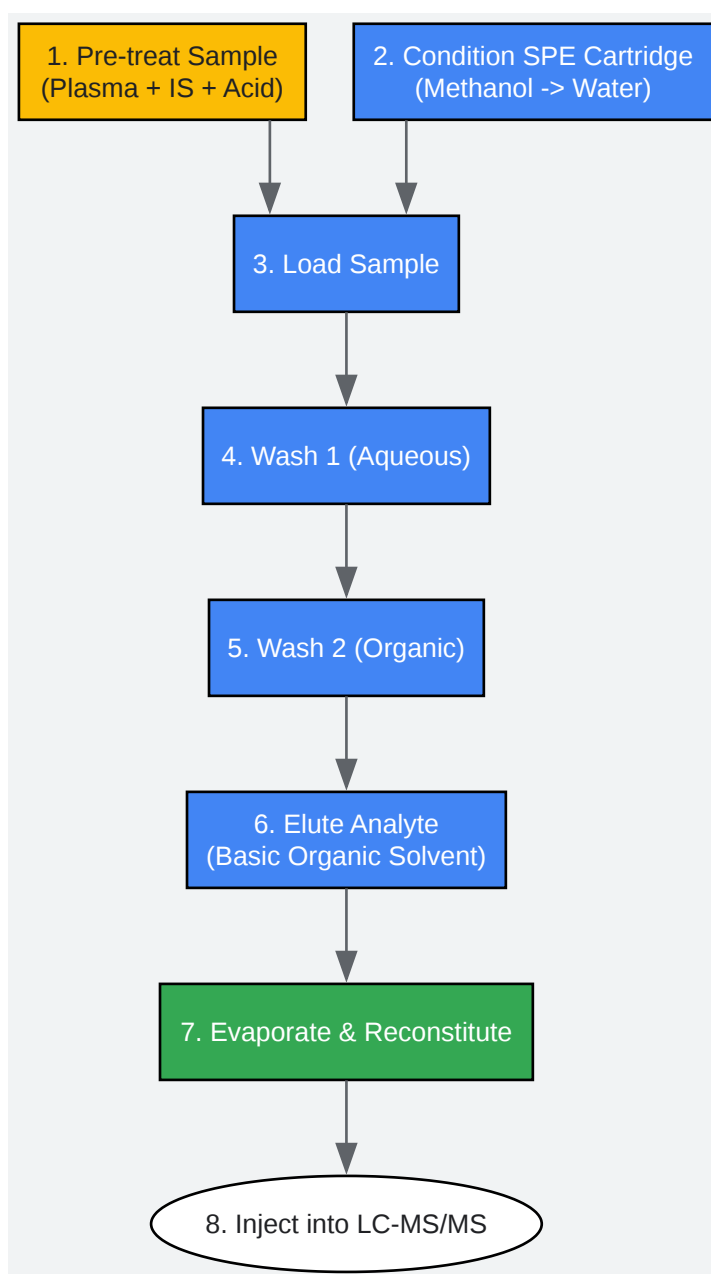 1. Pre-treat Sample
(Plasma + IS + Acid)
2. Condition SPE Cartridge
(Methanol -> Water)
3. Load Sample
4. Wash 1 (Aqueous)
5. Wash 2 (Organic)
6. Elute Analyte
(Basic Organic Solvent)
7. Evaporate & Reconstitute
8. Inject into LC-MS/MS